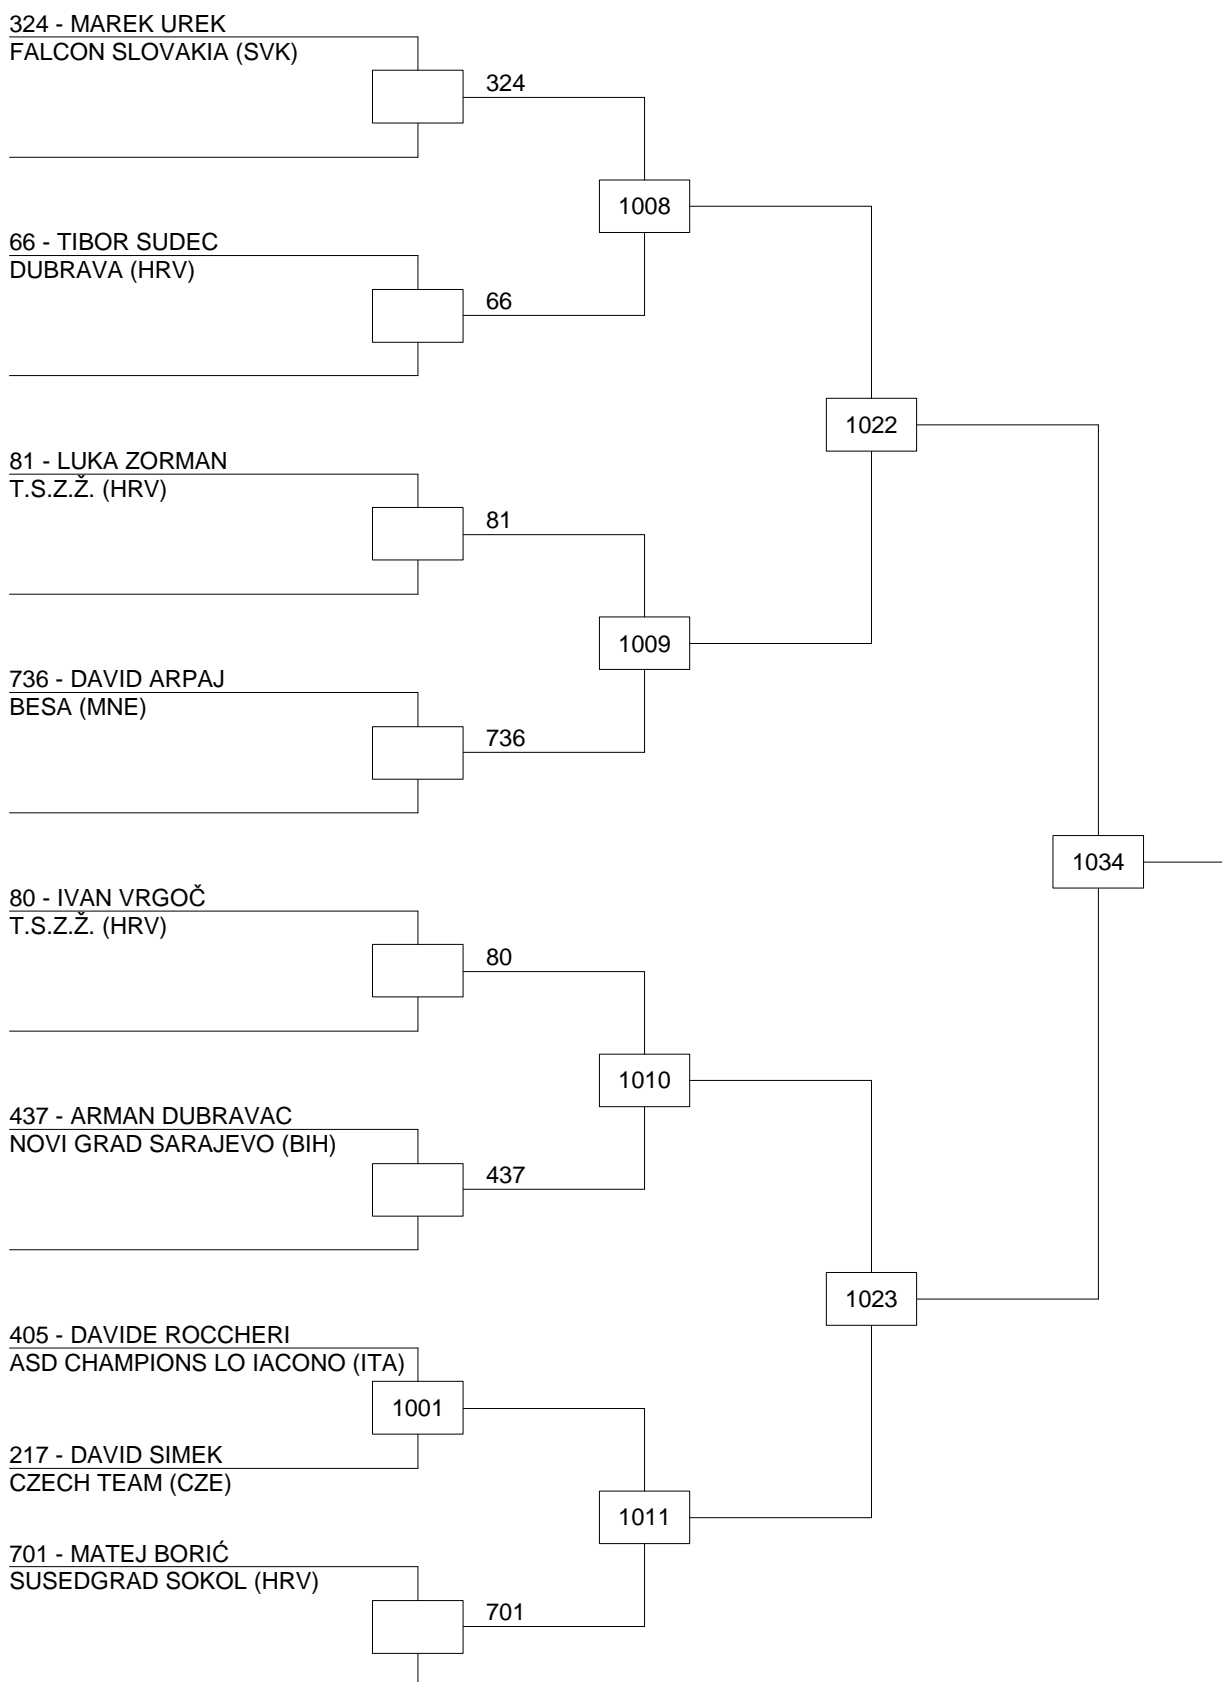 324 - MAREK UREK
FALCON SLOVAKIA (SVK)
324
1008
66 - TIBOR SUDEC
DUBRAVA (HRV)
66
1022
81 - LUKA ZORMAN
T.S.Z.Ž. (HRV)
81
1009
736 - DAVID ARPAJ
BESA (MNE)
736
1034
80 - IVAN VRGOČ
T.S.Z.Ž. (HRV)
80
1010
437 - ARMAN DUBRAVAC
NOVI GRAD SARAJEVO (BIH)
437
1023
405 - DAVIDE ROCCHERI
ASD CHAMPIONS LO IACONO (ITA)
1001
217 - DAVID SIMEK
CZECH TEAM (CZE)
1011
701 - MATEJ BORIĆ
SUSEDGRAD SOKOL (HRV)
701